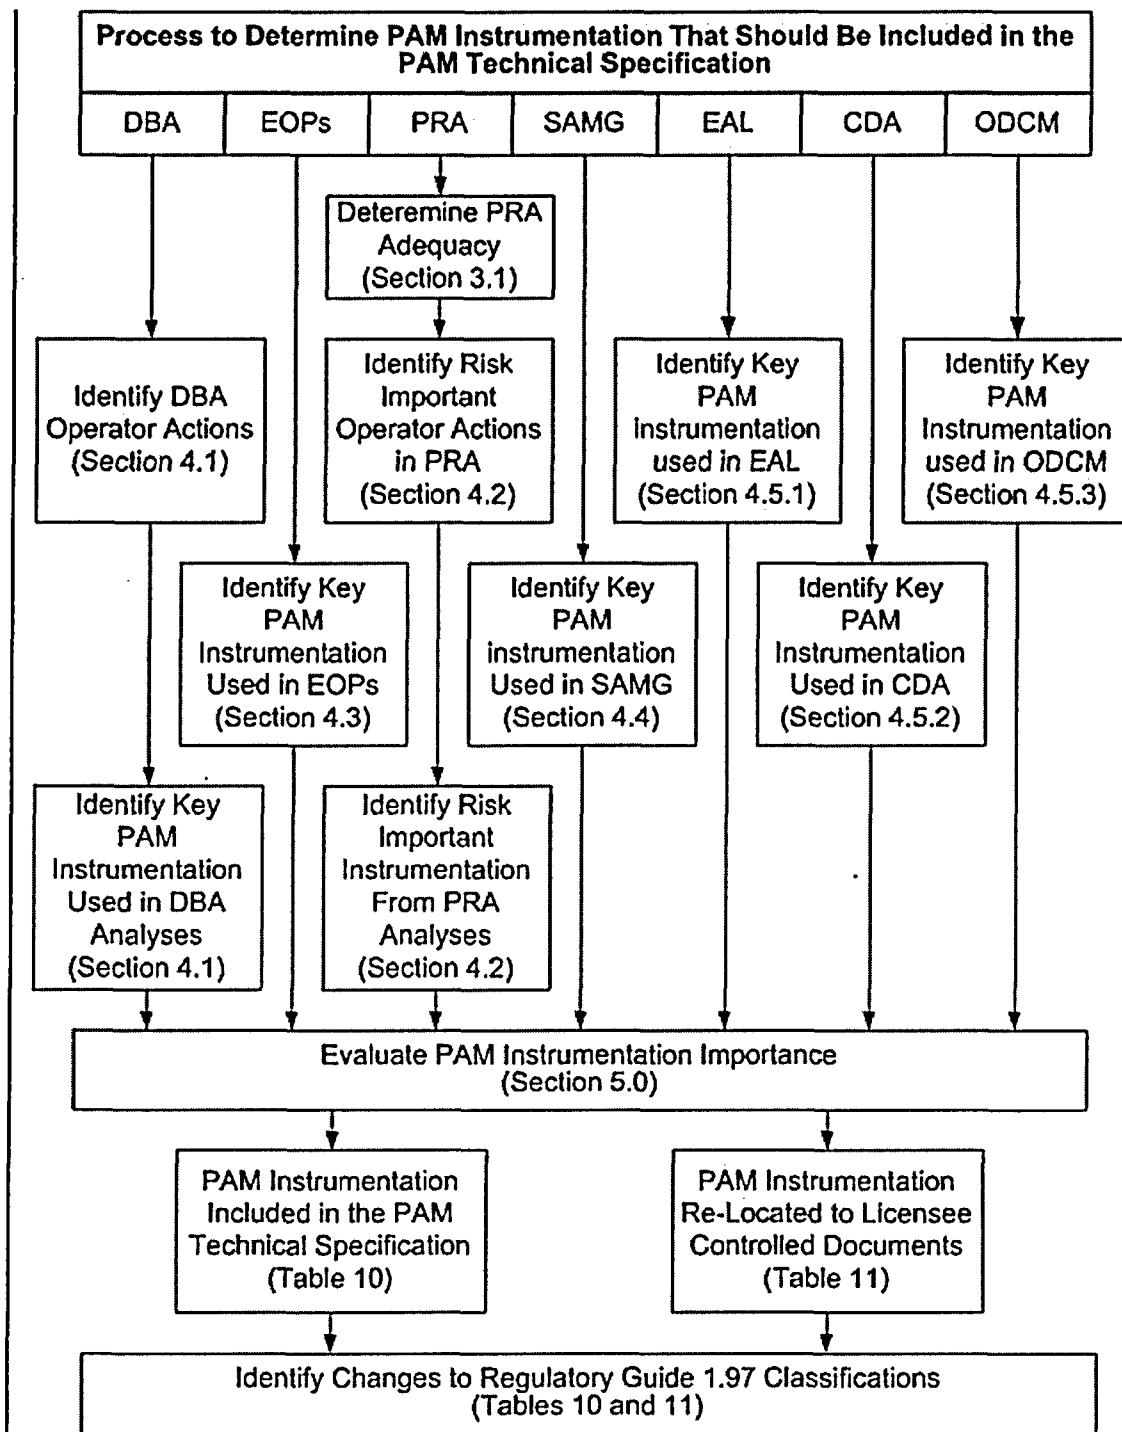 Process to Determine PAM Instrumentation That Should Be Included in the
PAM Technical Specification
DBA
EOPs
PRA
SAMG
EAL
CDA
ODCM
Deteremine PRA
Adequacy
(Section 3.1)
Identify DBA
Operator Actions
(Section 4.1)
Identify Risk
Important
Operator Actions
in PRA
(Section 4.2)
Identify Key
PAM
instrumentation
used in EAL
(Section 4.5.1)
Identify Key
PAM
Instrumentation
used in ODCM
(Section 4.5.3)
Identify Key
PAM
Instrumentation
Used in EOPs
(Section 4.3)
Identify Key
PAM
instrumentation
Used in SAMG
(Section 4.4)
Identify Key
PAM
Instrumentation
Used in CDA
(Section 4.5.2)
Identify Key
PAM
Instrumentation
Used in DBA
Analyses
(Section 4.1)
Identify Risk
Important
Instrumentation
From PRA
Analyses
(Section 4.2)
Evaluate PAM Instrumentation Importance
(Section 5.0)
PAM Instrumentation
Included in the PAM
Technical Specification
(Table 10)
PAM Instrumentation
Re-Located to Licensee
Controlled Documents
(Table 11)
Identify Changes to Regulatory Guide 1.97 Classifications
(Tables 10 and 11)